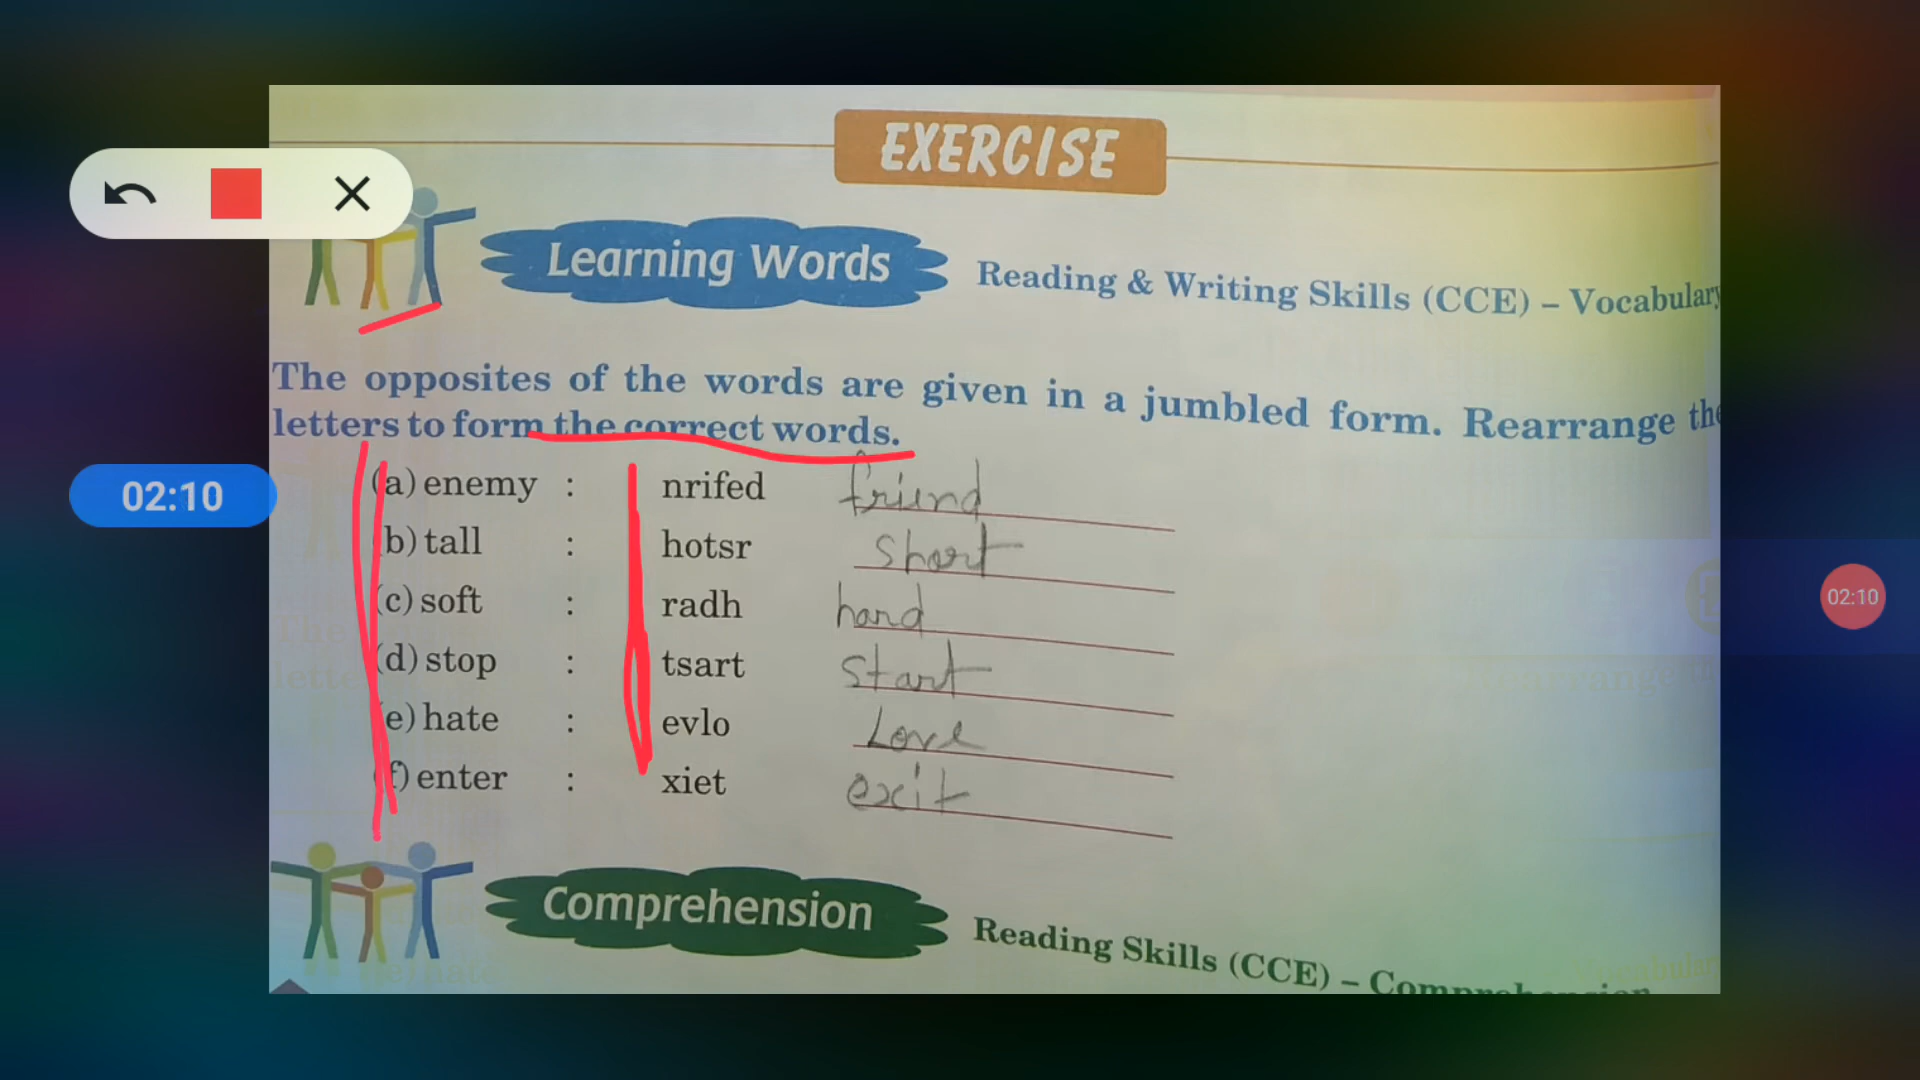 EXERCISE
Learning Words
Reading & Writing Skills (CCE) – Vocabulary
The opposites of the words are given in a jumbled form. Rearrange the
letters to form the correct words.
(a) enemy : nrifed friend
(b) tall : hotsr short
(c) soft : radh hard
(d) stop : tsart start
(e) hate : evlo Love
(f) enter : xiet exit
Comprehension
Reading Skills (CCE) – Comprehension
02:10
02:10